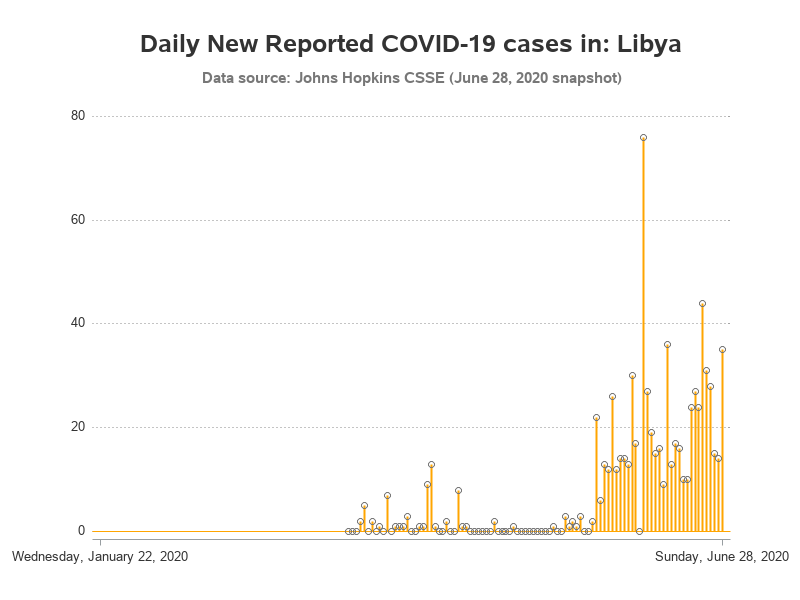 Daily New Reported COVID-19 cases in: Libya
Data source: Johns Hopkins CSSE (June 28, 2020 snapshot)
80
60
40
20
0
Wednesday, January 22, 2020 Sunday, June 28, 2020